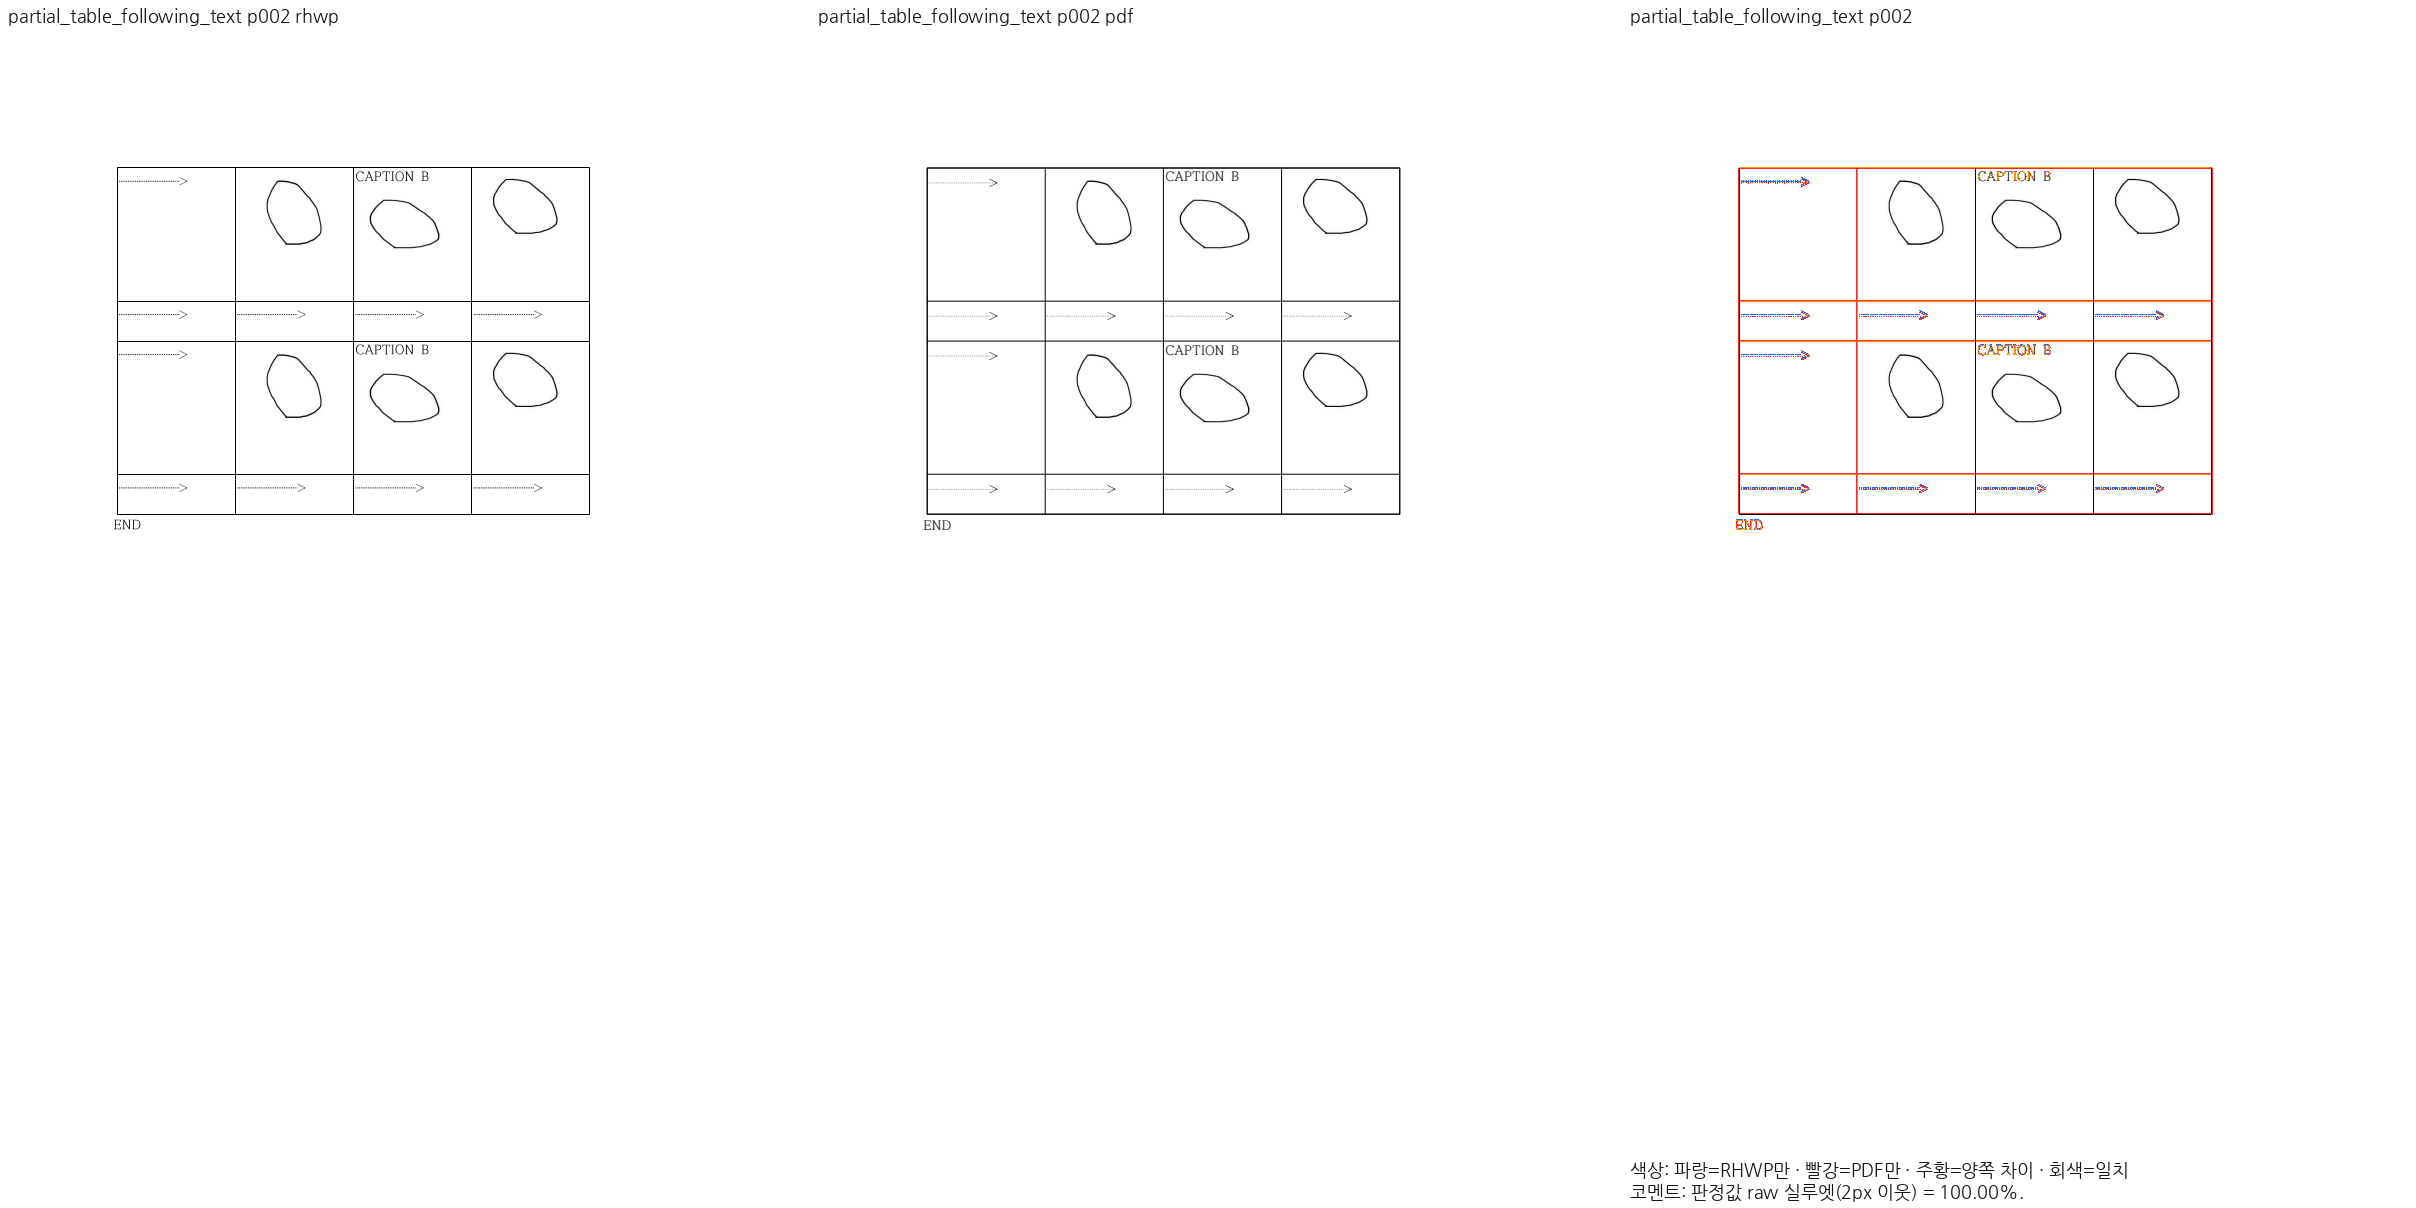 partial_table_following_text p002 rhwp
partial_table_following_text p002 pdf
partial_table_following_text p002
CAPTION B
CAPTION B
END
CAPTION B
CAPTION B
END
CAPTION B
CAPTION B
END
색상: 파랑=RHWP만 · 빨강=PDF만 · 주황=양쪽 차이 · 회색=일치
코멘트: 판정값 raw 실루엣(2px 이웃) = 100.00%.